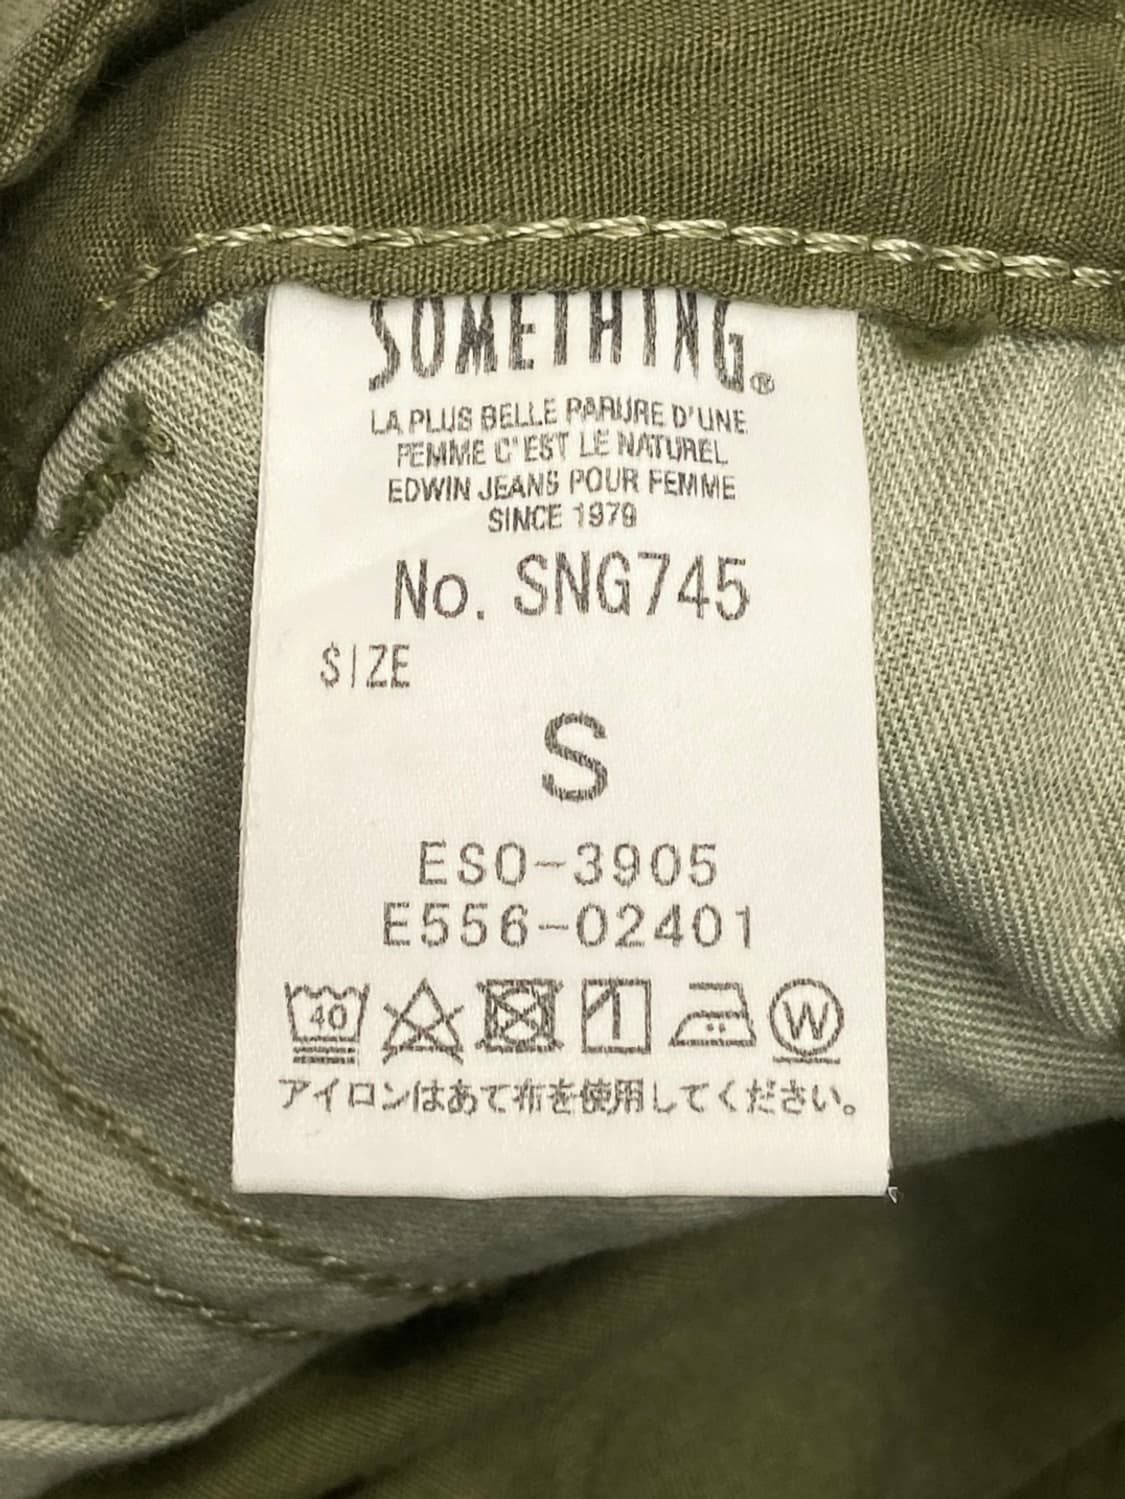 SOMETHING®
LA PLUS BELLE PARURE D'UNE
FEMME C'EST LE NATUREL
EDWIN JEANS POUR FEMME
SINCE 1979
No. SNG745
SIZE
S
ESO-3905
E556-02401
40 W
アイロンはあて布を使用してください。